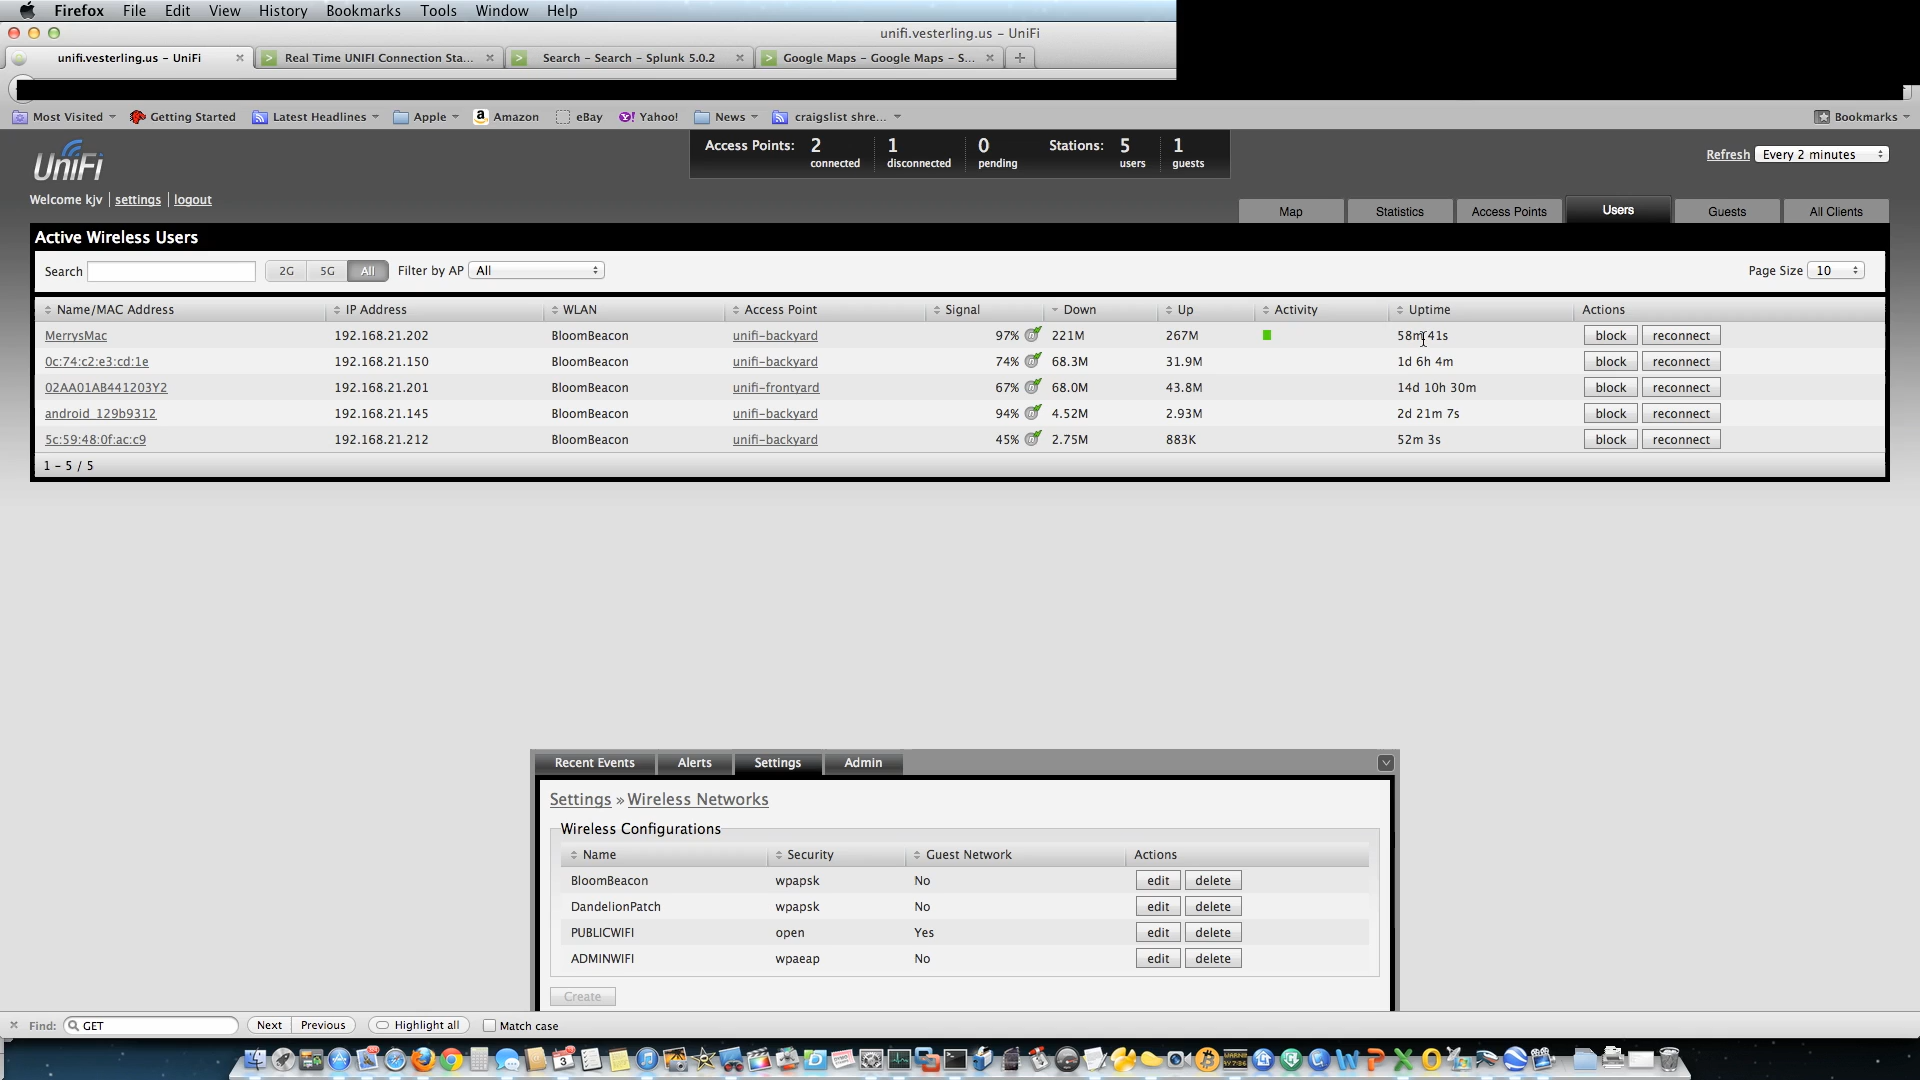 Firefox File Edit View History Bookmarks Tools Window Help
unifi.vesterling.us – UniFi
unifi.vesterling.us – UniFi Real Time UNIFI Connection Sta... Search – Search – Splunk 5.0.2 Google Maps – Google Maps – S...
Most Visited Getting Started Latest Headlines Apple Amazon eBay Yahoo! News craigslist shre... Bookmarks
UniFi
Access Points: 2 connected 1 disconnected 0 pending Stations: 5 users 1 guests
Refresh Every 2 minutes
Welcome kjv settings logout
Map Statistics Access Points Users Guests All Clients
Active Wireless Users
Search 2G 5G All Filter by AP All Page Size 10
Name/MAC Address IP Address WLAN Access Point Signal Down Up Activity Uptime Actions
MerrysMac 192.168.21.202 BloomBeacon unifi-backyard 97% 221M 267M 58m 41s block reconnect
0c:74:c2:e3:cd:1e 192.168.21.150 BloomBeacon unifi-backyard 74% 68.3M 31.9M 1d 6h 4m block reconnect
02AA01AB441203Y2 192.168.21.201 BloomBeacon unifi-frontyard 67% 68.0M 43.8M 14d 10h 30m block reconnect
android_129b9312 192.168.21.145 BloomBeacon unifi-backyard 94% 4.52M 2.93M 2d 21m 7s block reconnect
5c:59:48:0f:ac:c9 192.168.21.212 BloomBeacon unifi-backyard 45% 2.75M 883K 52m 3s block reconnect
1 – 5 / 5
Recent Events Alerts Settings Admin
Settings » Wireless Networks
Wireless Configurations
Name Security Guest Network Actions
BloomBeacon wpapsk No edit delete
DandelionPatch wpapsk No edit delete
PUBLICWIFI open Yes edit delete
ADMINWIFI wpaeap No edit delete
Create
Find: GET Next Previous Highlight all Match case